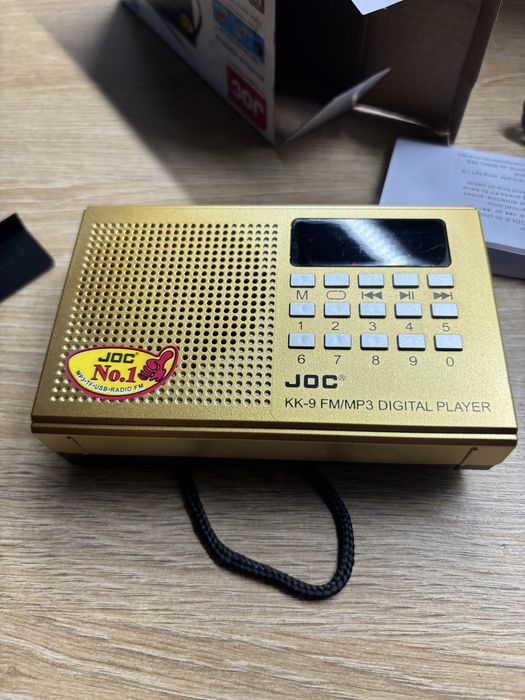 JOC
M
1 2 3 4 5
6 7 8 9 0
JOC
No.1
MP3•TF•USB•RADIO FM
JOC®
KK-9 FM/MP3 DIGITAL PLAYER